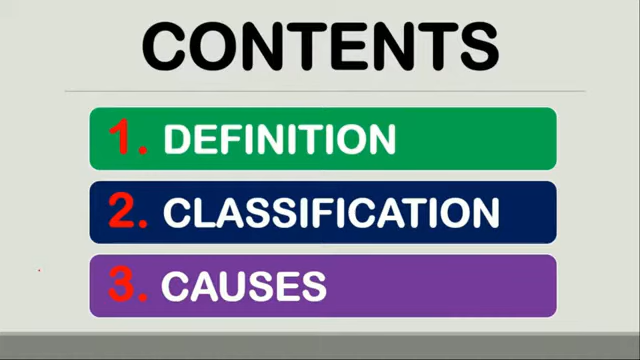 CONTENTS
1. DEFINITION
2. CLASSIFICATION
3. CAUSES